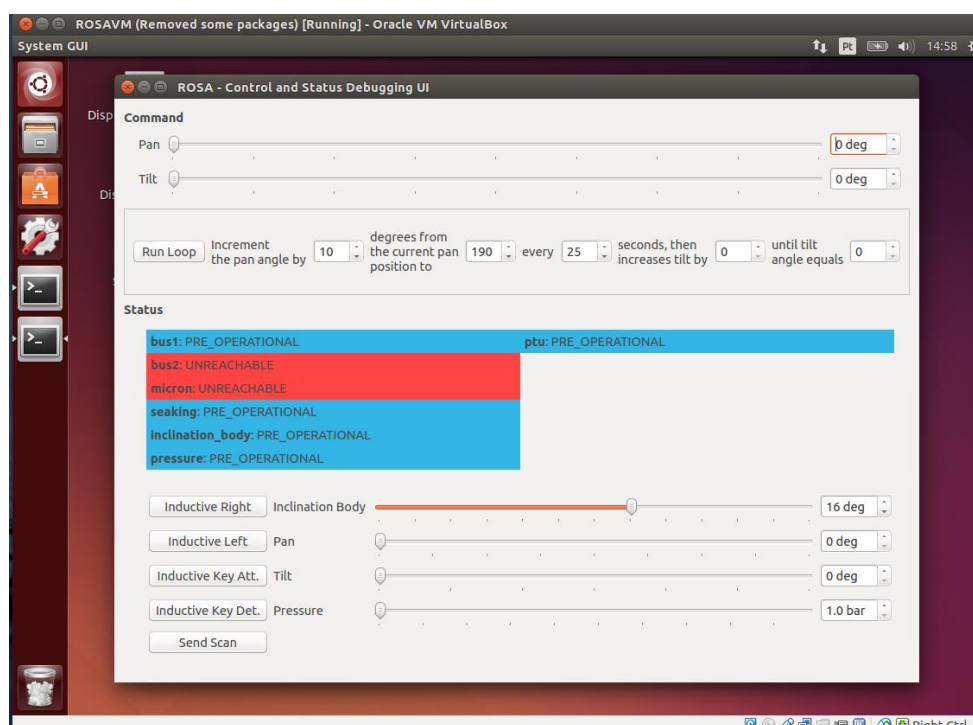 ROSAVM (Removed some packages) [Running] - Oracle VM VirtualBox
System GUI
Pt
14:58
ROSA - Control and Status Debugging UI
Disp
Command
Pan
0 deg
Tilt
0 deg
Dis
Run Loop
Increment
the pan angle by
10
degrees from
the current pan
position to
190
every
25
seconds, then
increases tilt by
0
until tilt
angle equals
0
Status
bus1: PRE_OPERATIONAL
ptu: PRE_OPERATIONAL
bus2: UNREACHABLE
micron: UNREACHABLE
seaking: PRE_OPERATIONAL
inclination_body: PRE_OPERATIONAL
pressure: PRE_OPERATIONAL
Inductive Right
Inclination Body
16 deg
Inductive Left
Pan
0 deg
Inductive Key Att.
Tilt
0 deg
Inductive Key Det.
Pressure
1.0 bar
Send Scan
Right Ctrl